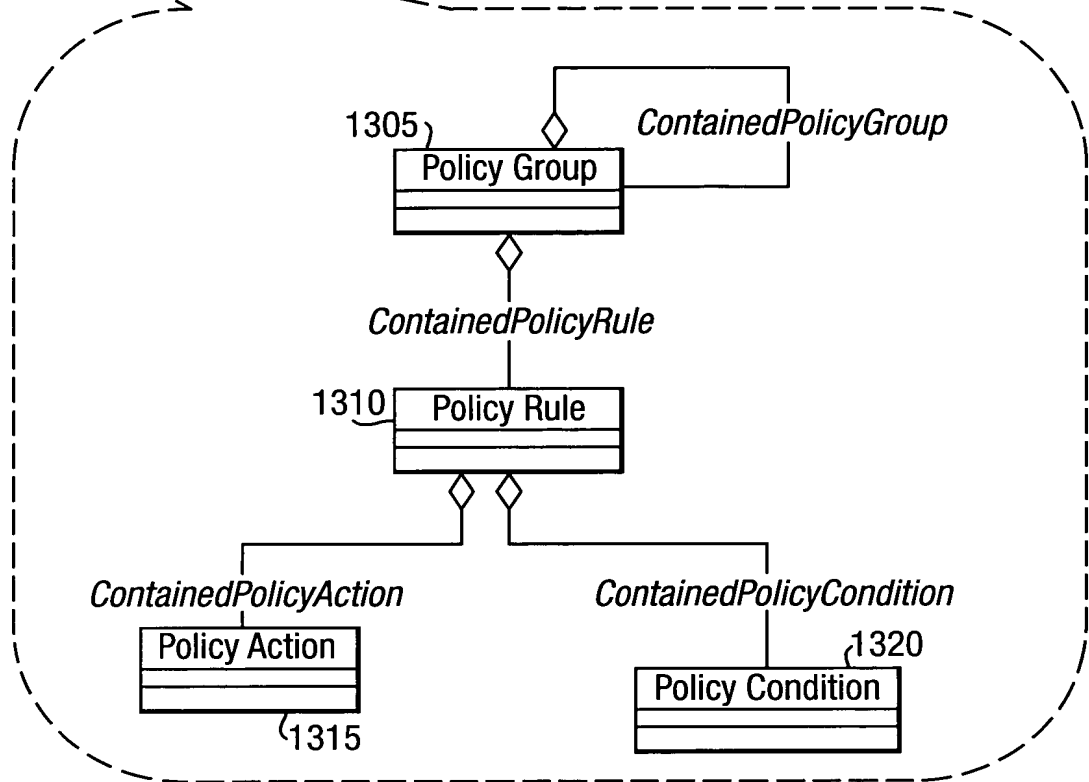 1305
ContainedPolicyGroup
Policy Group
ContainedPolicyRule
1310
Policy Rule
ContainedPolicyAction
ContainedPolicyCondition
Policy Action
1320
Policy Condition
1315